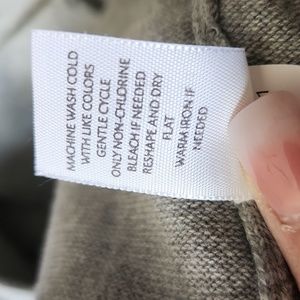 MACHINE WASH COLD
WITH LIKE COLORS
GENTLE CYCLE
ONLY NON-CHLORINE
BLEACH IF NEEDED
RESHAPE AND DRY
FLAT
WARM IRON IF
NEEDED